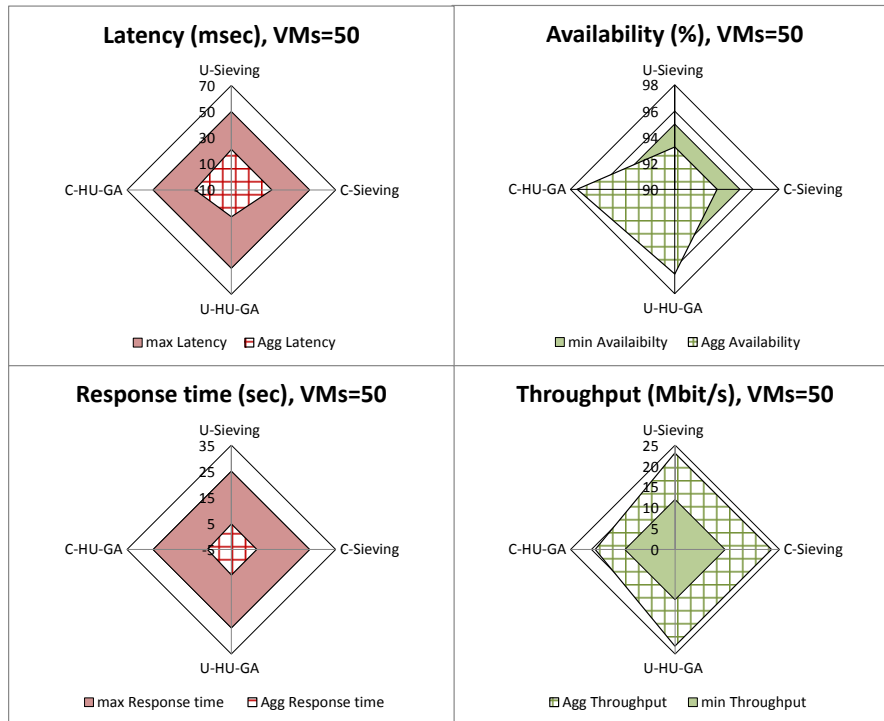 Latency (msec), VMs=50
U-Sieving
70
50
30
10
-10
C-HU-GA
C-Sieving
U-HU-GA
max Latency
Agg Latency
Availability (%), VMs=50
U-Sieving
98
96
94
92
90
C-HU-GA
C-Sieving
U-HU-GA
min Availaibilty
Agg Availability
Response time (sec), VMs=50
U-Sieving
35
25
15
5
-5
C-HU-GA
C-Sieving
U-HU-GA
max Response time
Agg Response time
Throughput (Mbit/s), VMs=50
U-Sieving
25
20
15
10
5
0
C-HU-GA
C-Sieving
U-HU-GA
Agg Throughput
min Throughput